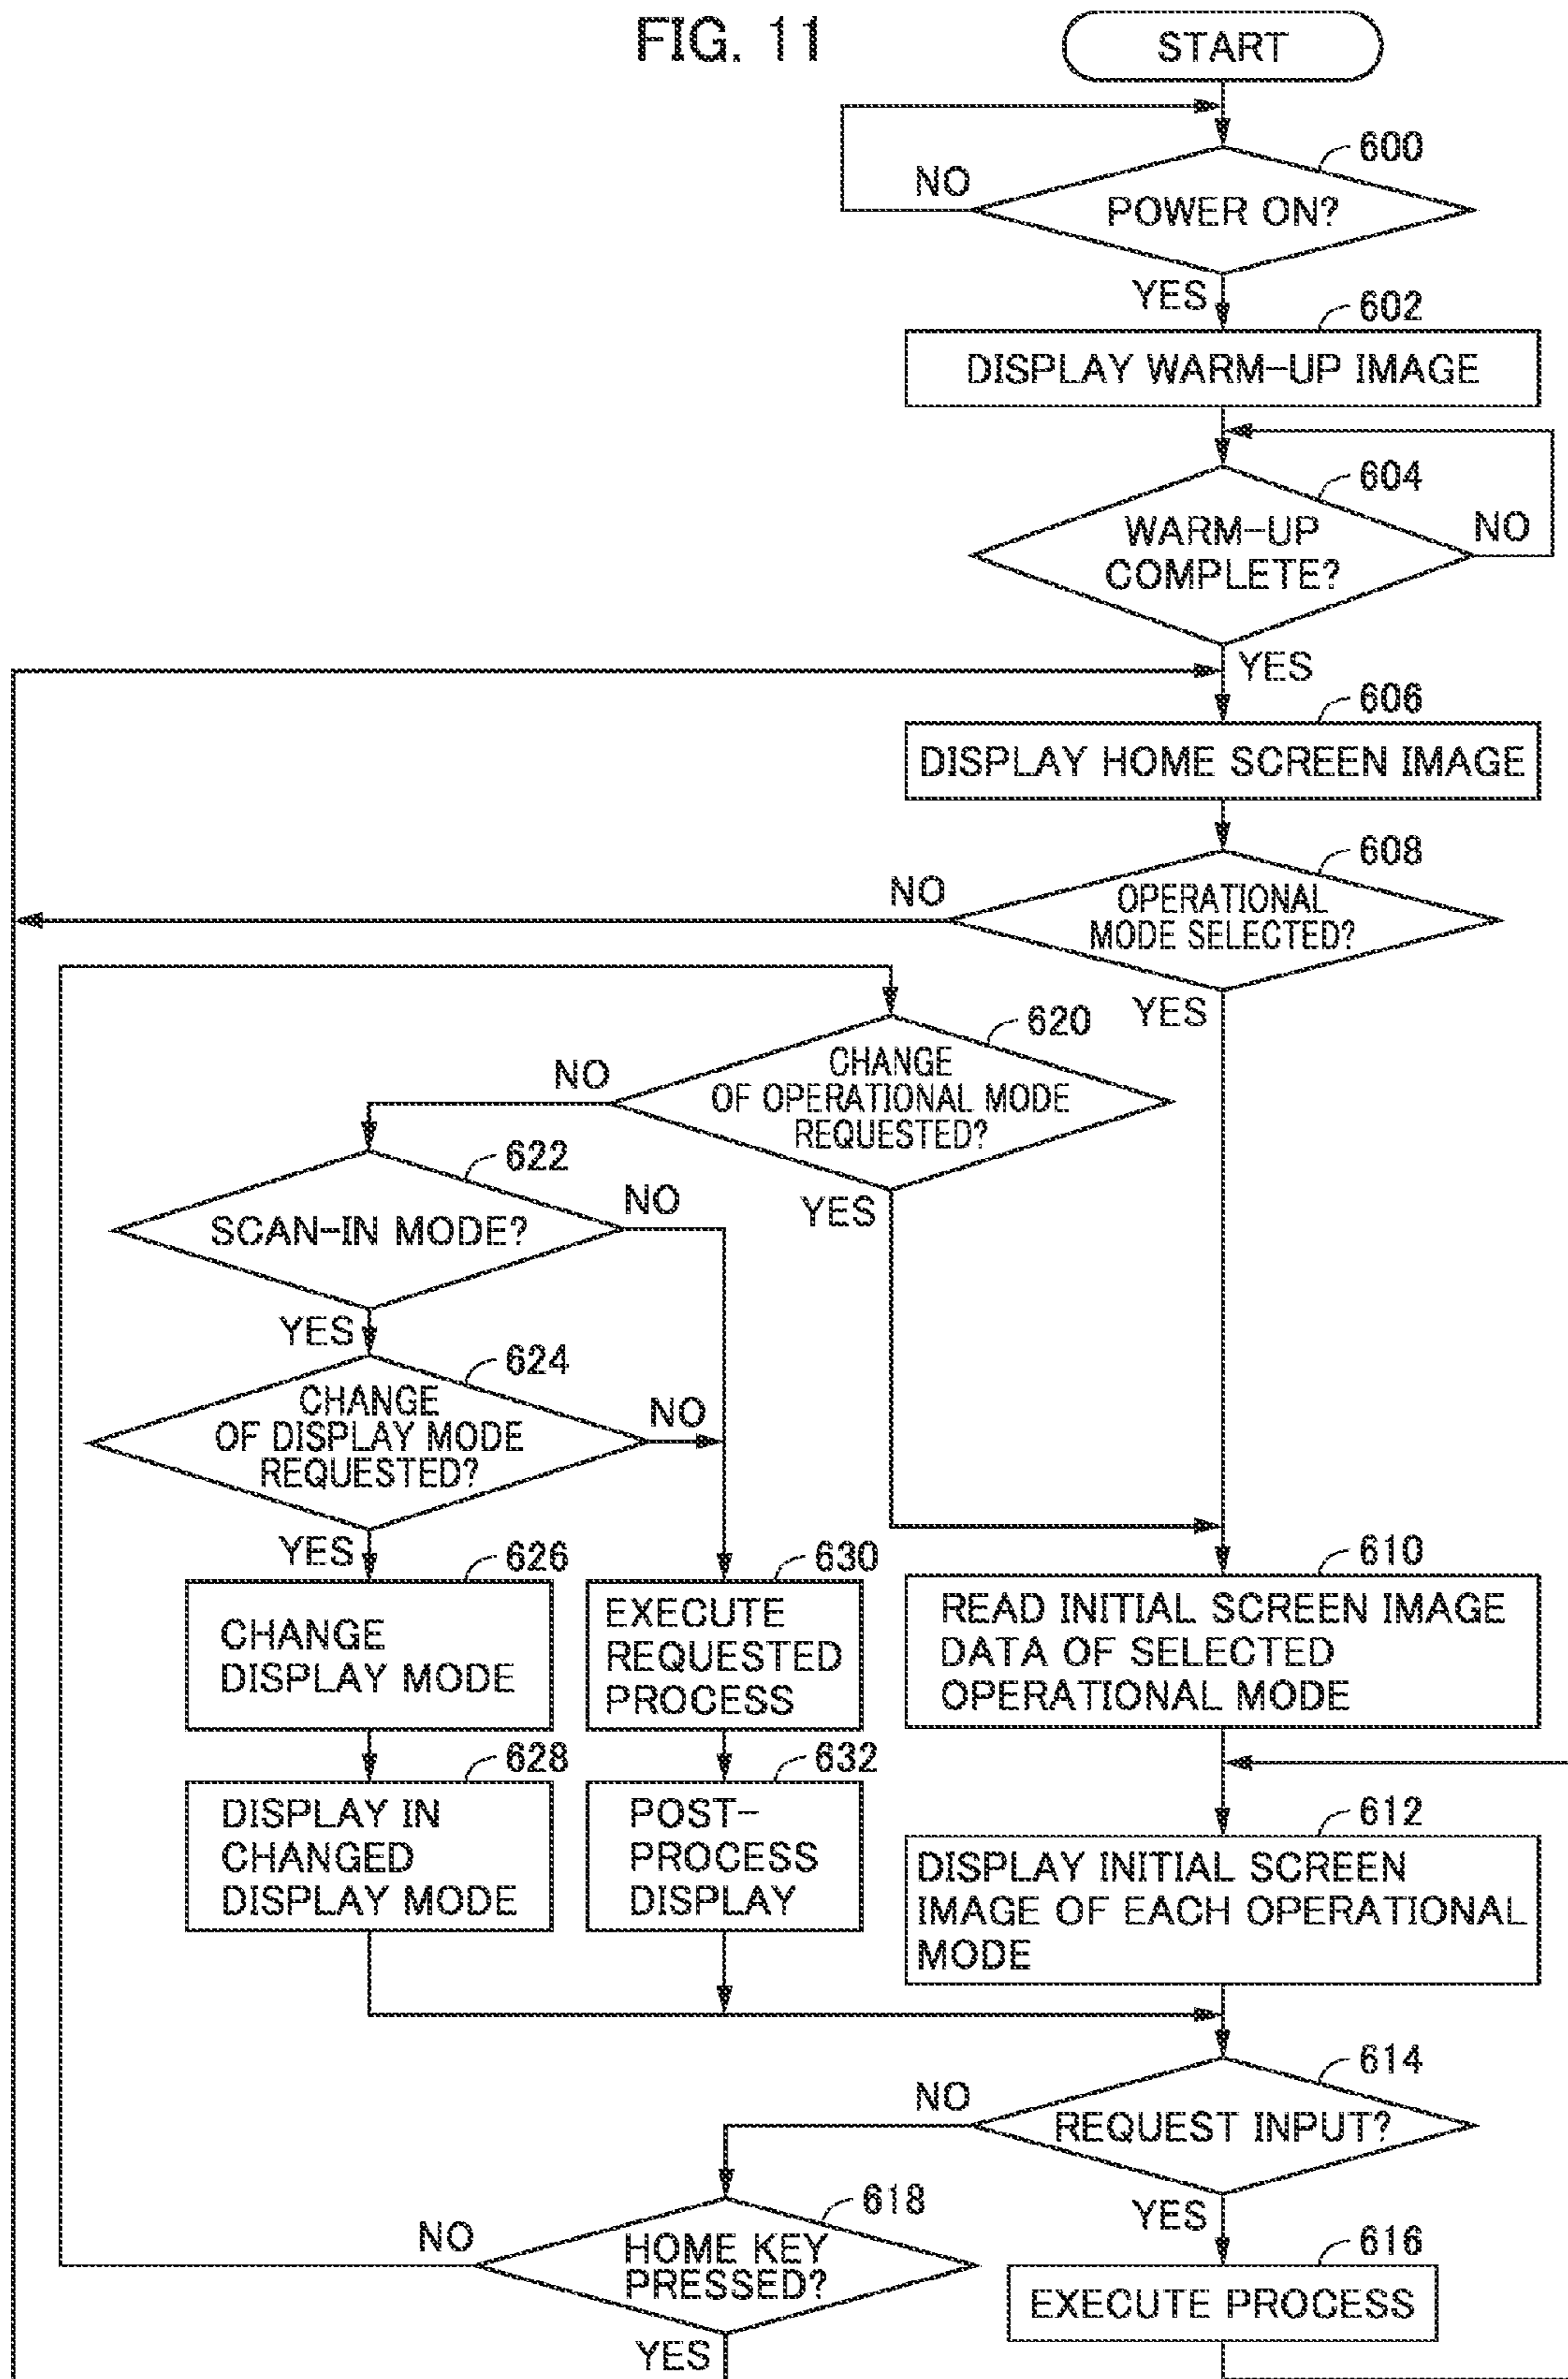 FIG. 11
START
600
NO
POWER ON?
YES
602
DISPLAY WARM-UP IMAGE
604
WARM-UP
COMPLETE?
NO
YES
606
DISPLAY HOME SCREEN IMAGE
608
NO
OPERATIONAL
MODE SELECTED?
YES
620
NO
CHANGE
OF OPERATIONAL MODE
REQUESTED?
YES
622
SCAN-IN MODE?
NO
YES
624
CHANGE
OF DISPLAY MODE
REQUESTED?
NO
YES
626
CHANGE
DISPLAY MODE
630
EXECUTE
REQUESTED
PROCESS
610
READ INITIAL SCREEN IMAGE
DATA OF SELECTED
OPERATIONAL MODE
628
DISPLAY IN
CHANGED
DISPLAY MODE
632
POST-
PROCESS
DISPLAY
612
DISPLAY INITIAL SCREEN
IMAGE OF EACH OPERATIONAL
MODE
614
NO
REQUEST INPUT?
YES
618
NO
HOME KEY
PRESSED?
YES
616
EXECUTE PROCESS